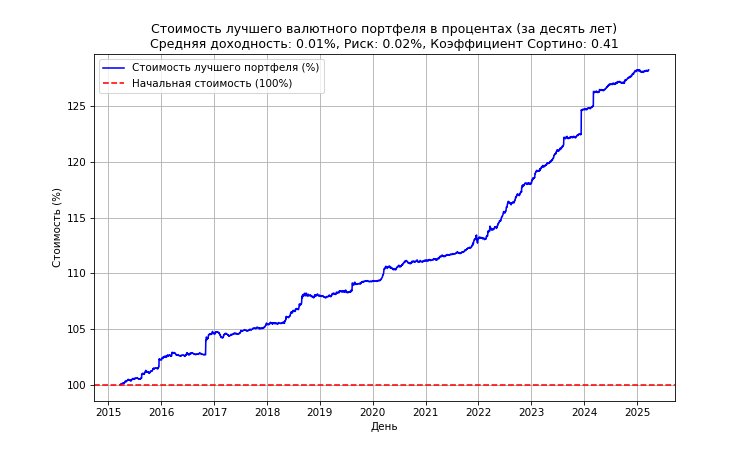 Стоимость лучшего валютного портфеля в процентах (за десять лет)
Средняя доходность: 0.01%, Риск: 0.02%, Коэффициент Сортино: 0.41
Стоимость лучшего портфеля (%)
Начальная стоимость (100%)
Стоимость (%)
125
120
115
110
105
100
2015 2016 2017 2018 2019 2020 2021 2022 2023 2024 2025
День